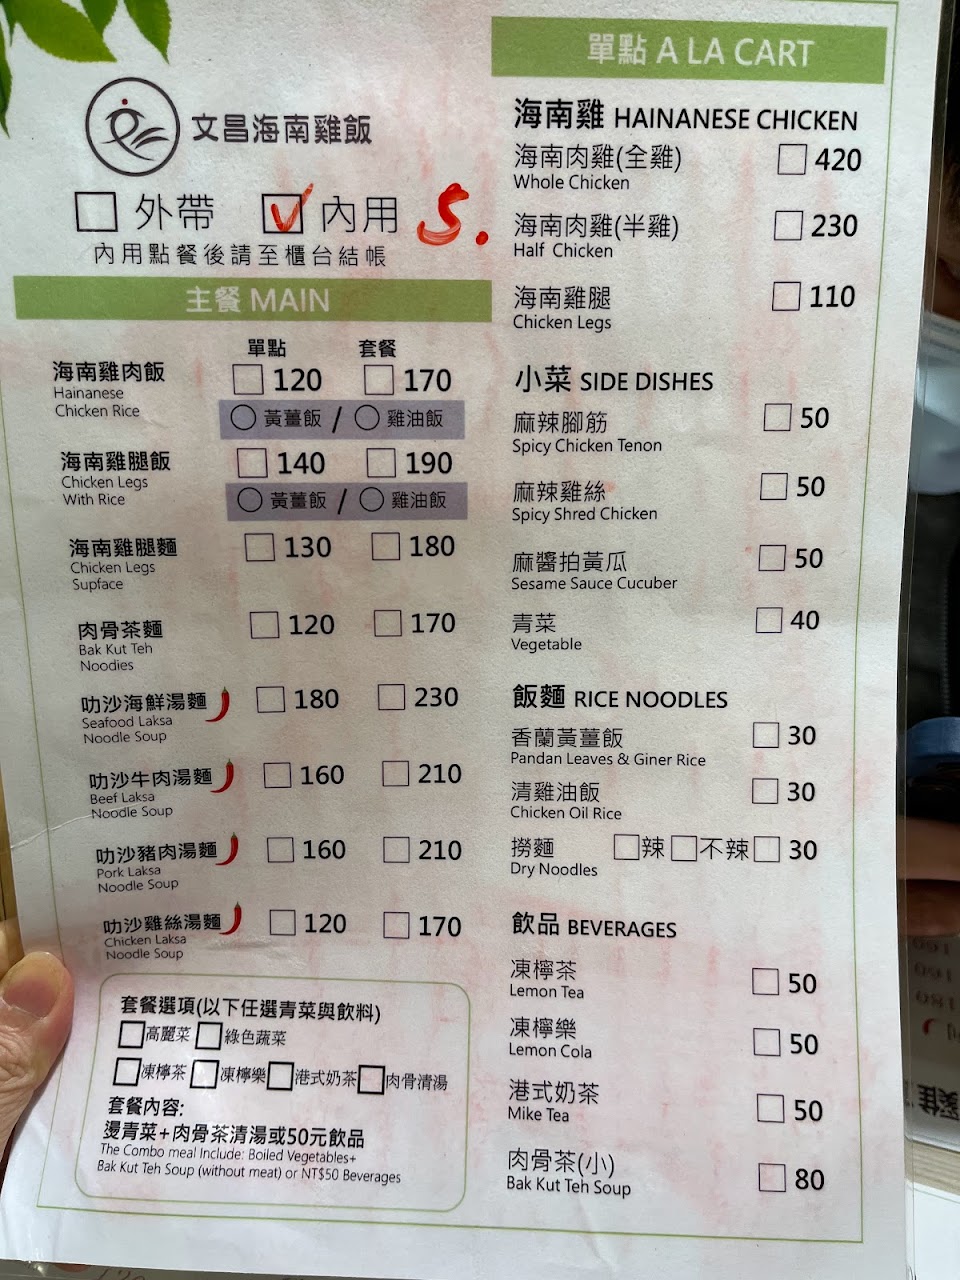 文昌海南雞飯
外帶 內用 5.
內用點餐後請至櫃台結帳
主餐 MAIN
單點 套餐
海南雞肉飯 120 170
Hainanese
Chicken Rice
黃薑飯 / 雞油飯
海南雞腿飯 140 190
Chicken Legs
With Rice
黃薑飯 / 雞油飯
海南雞腿麵 130 180
Chicken Legs
Supface
肉骨茶麵 120 170
Bak Kut Teh
Noodies
叻沙海鮮湯麵 180 230
Seafood Laksa
Noodle Soup
叻沙牛肉湯麵 160 210
Beef Laksa
Noodle Soup
叻沙豬肉湯麵 160 210
Pork Laksa
Noodle Soup
叻沙雞絲湯麵 120 170
Chicken Laksa
Noodle Soup
套餐選項(以下任選青菜與飲料)
高麗菜 綠色蔬菜
凍檸茶 凍檸樂 港式奶茶 肉骨清湯
套餐內容:
燙青菜+肉骨茶清湯或50元飲品
The Combo meal Include: Boiled Vegetables+
Bak Kut Teh Soup (without meat) or NT$50 Beverages
單點 A LA CART
海南雞 HAINANESE CHICKEN
海南肉雞(全雞) 420
Whole Chicken
海南肉雞(半雞) 230
Half Chicken
海南雞腿 110
Chicken Legs
小菜 SIDE DISHES
麻辣腳筋 50
Spicy Chicken Tenon
麻辣雞絲 50
Spicy Shred Chicken
麻醬拍黃瓜 50
Sesame Sauce Cucuber
青菜 40
Vegetable
飯麵 RICE NOODLES
香蘭黃薑飯 30
Pandan Leaves & Giner Rice
清雞油飯 30
Chicken Oil Rice
撈麵 辣 不辣 30
Dry Noodles
飲品 BEVERAGES
凍檸茶 50
Lemon Tea
凍檸樂 50
Lemon Cola
港式奶茶 50
Mike Tea
肉骨茶(小) 80
Bak Kut Teh Soup